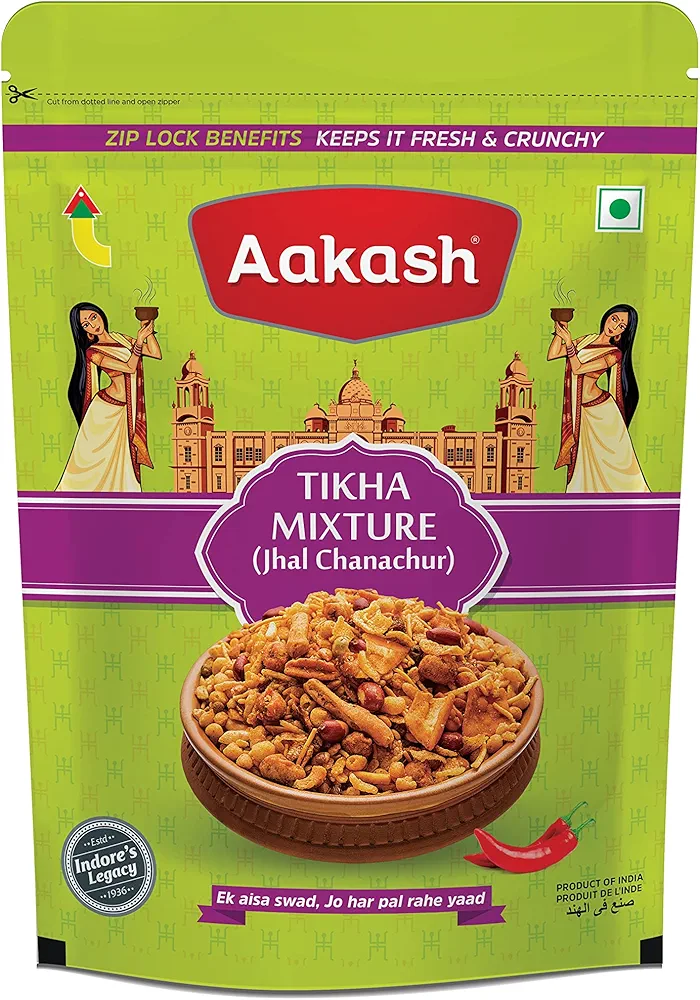 Cut from dotted line and open zipper
ZIP LOCK BENEFITS KEEPS IT FRESH & CRUNCHY
Aakash®
TIKHA
MIXTURE
(Jhal Chanachur)
Estd
Indore's
Legacy
1936
Ek aisa swad, Jo har pal rahe yaad
PRODUCT OF INDIA
PRODUIT DE L'INDE
صنع في الهند